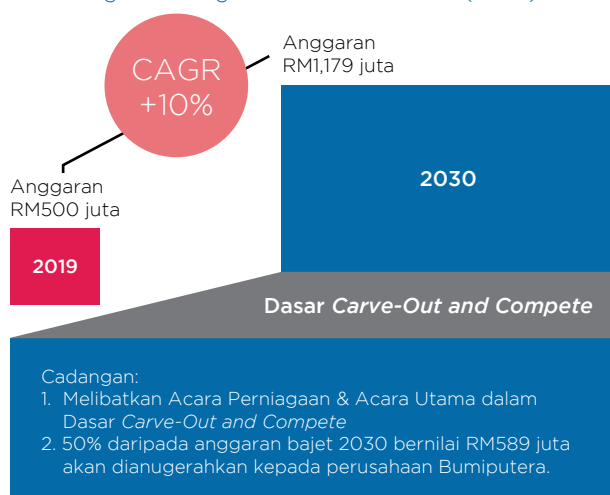 CAGR
+10%
Anggaran
RM1,179 juta
Anggaran
RM500 juta
2030
2019
Dasar Carve-Out and Compete
Cadangan:
1. Melibatkan Acara Perniagaan & Acara Utama dalam
Dasar Carve-Out and Compete
2. 50% daripada anggaran bajet 2030 bernilai RM589 juta
akan dianugerahkan kepada perusahaan Bumiputera.